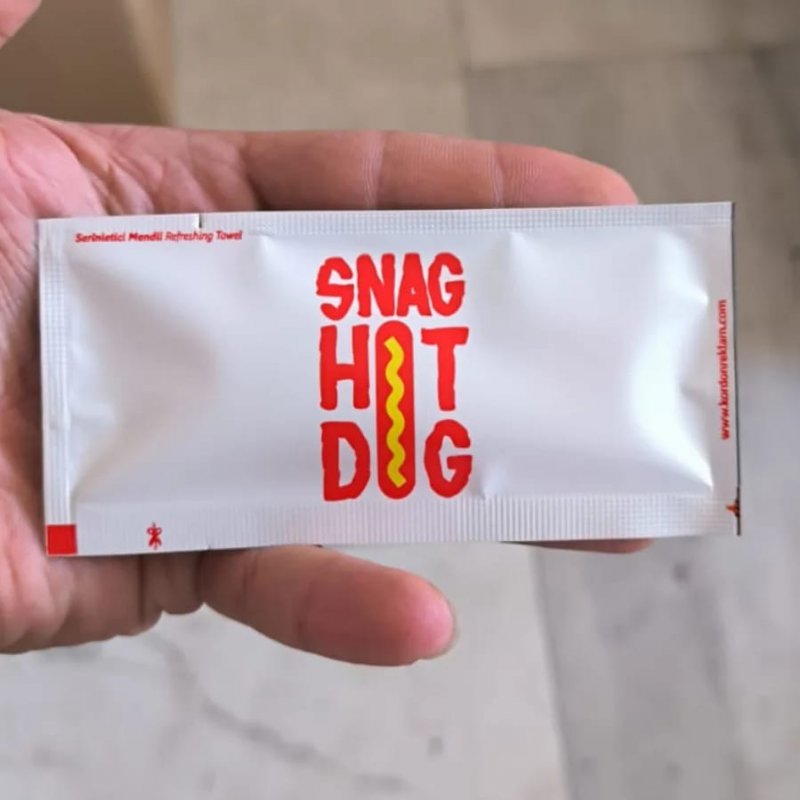 Serinletici Mendil Refreshing Towel
SNAG
HOT
DOG
www.kordonreklam.com